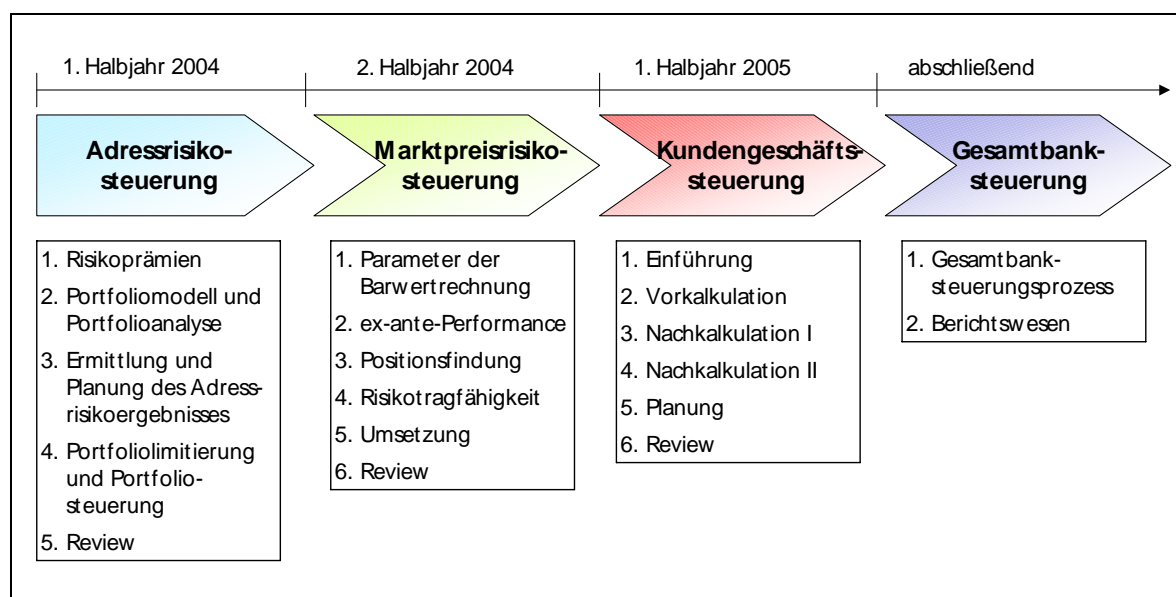 1. Halbjahr 2004
2. Halbjahr 2004
1. Halbjahr 2005
abschließend
Adressrisiko-
steuerung
Marktpreisrisiko-
steuerung
Kundengeschäfts-
steuerung
Gesamtbank-
steuerung
1. Risikoprämien
2. Portfoliomodell und
Portfolioanalyse
3. Ermittlung und
Planung des Adress-
risikoergebnisses
4. Portfoliolimitierung
und Portfolio-
steuerung
5. Review
1. Parameter der
Barwertrechnung
2. ex-ante-Performance
3. Positionsfindung
4. Risikotragfähigkeit
5. Umsetzung
6. Review
1. Einführung
2. Vorkalkulation
3. Nachkalkulation I
4. Nachkalkulation II
5. Planung
6. Review
1. Gesamtbank-
steuerungsprozess
2. Berichtswesen